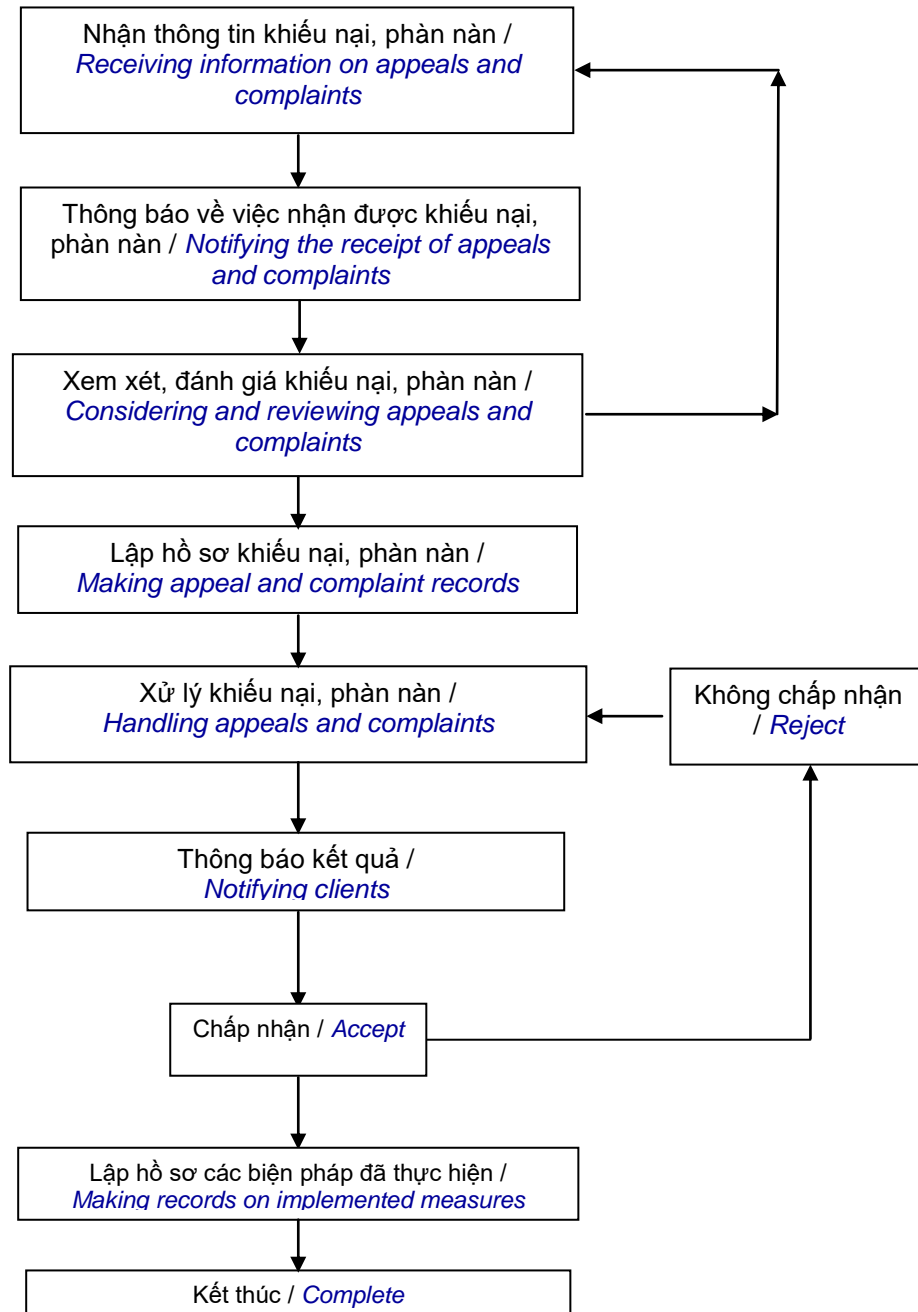 Nhận thông tin khiếu nại, phàn nàn /
Receiving information on appeals and
complaints
Thông báo về việc nhận được khiếu nại,
phàn nàn / Notifying the receipt of appeals
and complaints
Xem xét, đánh giá khiếu nại, phàn nàn /
Considering and reviewing appeals and
complaints
Lập hồ sơ khiếu nại, phàn nàn /
Making appeal and complaint records
Xử lý khiếu nại, phàn nàn /
Handling appeals and complaints
Không chấp nhận
/ Reject
Thông báo kết quả /
Notifying clients
Chấp nhận / Accept
Lập hồ sơ các biện pháp đã thực hiện /
Making records on implemented measures
Kết thúc / Complete